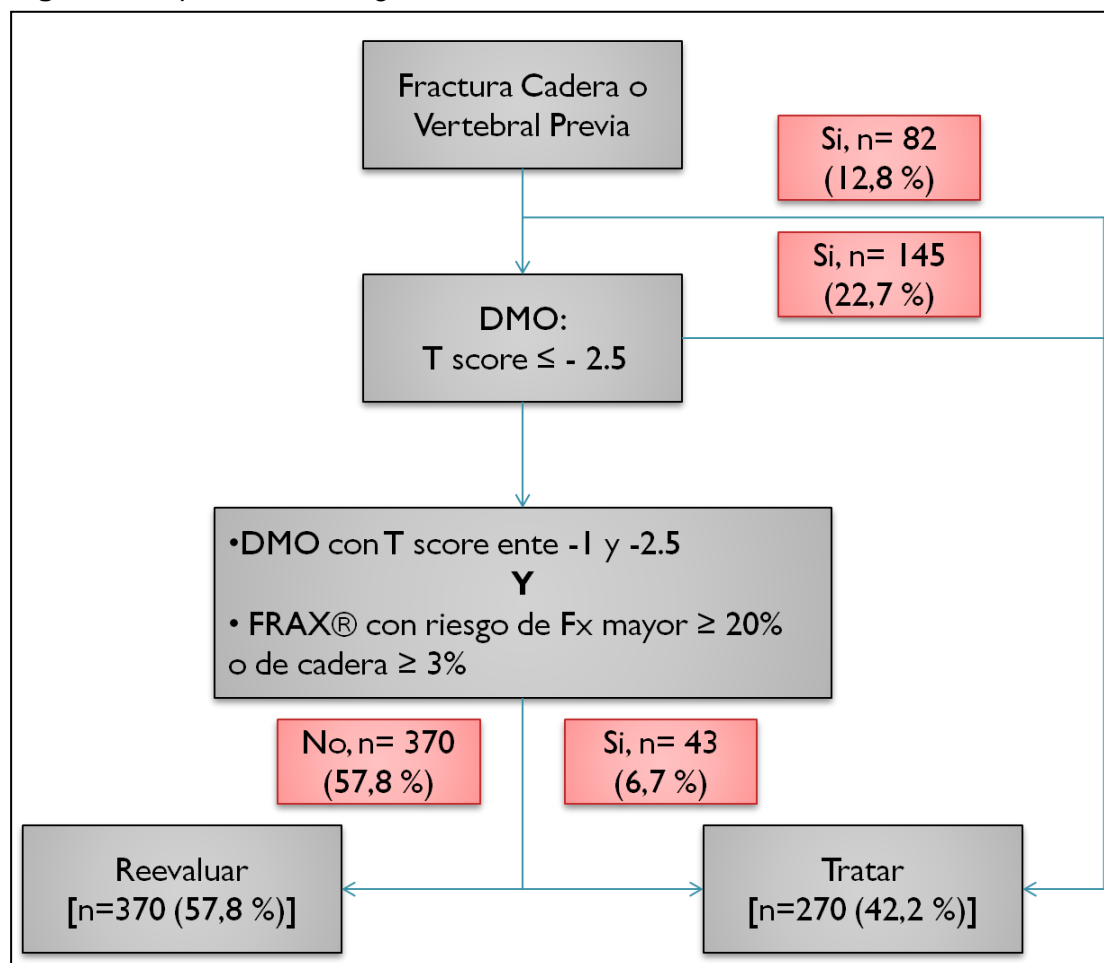 Fractura Cadera o
Vertebral Previa
Si, n= 82
(12,8 %)
Si, n= 145
(22,7 %)
DMO:
T score ≤ - 2.5
•DMO con T score ente -1 y -2.5
Y
• FRAX® con riesgo de Fx mayor ≥ 20%
o de cadera ≥ 3%
No, n= 370
(57,8 %)
Si, n= 43
(6,7 %)
Reevaluar
[n=370 (57,8 %)]
Tratar
[n=270 (42,2 %)]